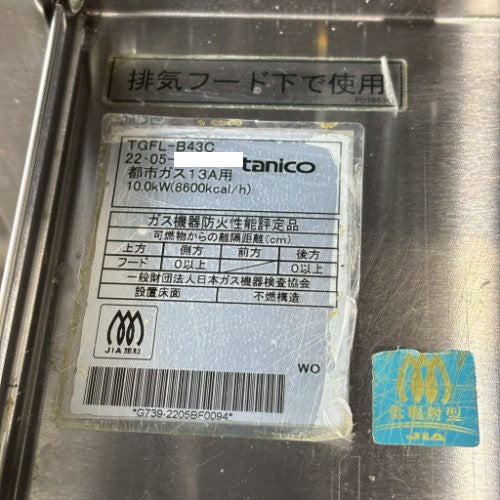 排気フード下で使用
TGFL-B43C
22・05-
tanico
都市ガス13A用
10.0kW(8600kcal/h)
ガス機器防火性能評定品
可燃物からの離隔距離(cm)
上方 側方 前方 後方
フード 0以上 0以上
一般財団法人日本ガス機器検査協会
設置床面 不燃構造
JIA
WO
*G739-2205BF0094*
低輻射型
JIA